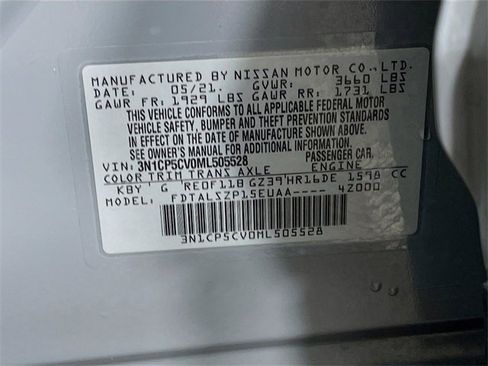 MANUFACTURED BY NISSAN MOTOR CO.,LTD.
DATE: 05/21. GVWR: 3660 LBS
GAWR FR: 1929 LBS GAWR RR: 1731 LBS
THIS VEHICLE CONFORMS TO ALL APPLICABLE FEDERAL MOTOR
VEHICLE SAFETY, BUMPER AND THEFT PREVENTION STANDARDS
IN EFFECT ON THE DATE OF MANUFACTURE SHOWN ABOVE.
SEE OWNERS MANUAL FOR ADDITIONAL INFORMATION.
VIN: 3N1CP5CV0ML505528 PASSENGER CAR.
COLOR TRIM TRANS AXLE
KBY G RE0F11B GZ39 HR16DE 1598 CC
FDTALSZP15EUAA---- 4Z000
3N1CP5CV0ML505528